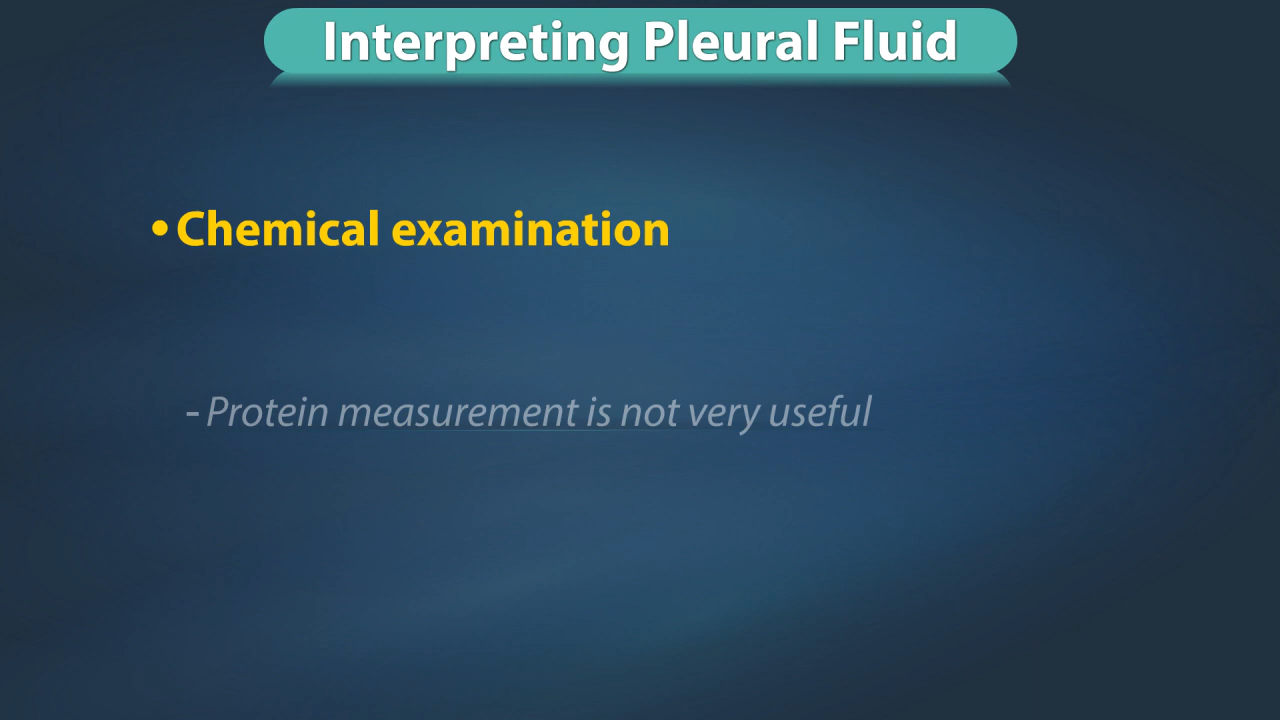 Interpreting Pleural Fluid
• Chemical examination
- Protein measurement is not very useful